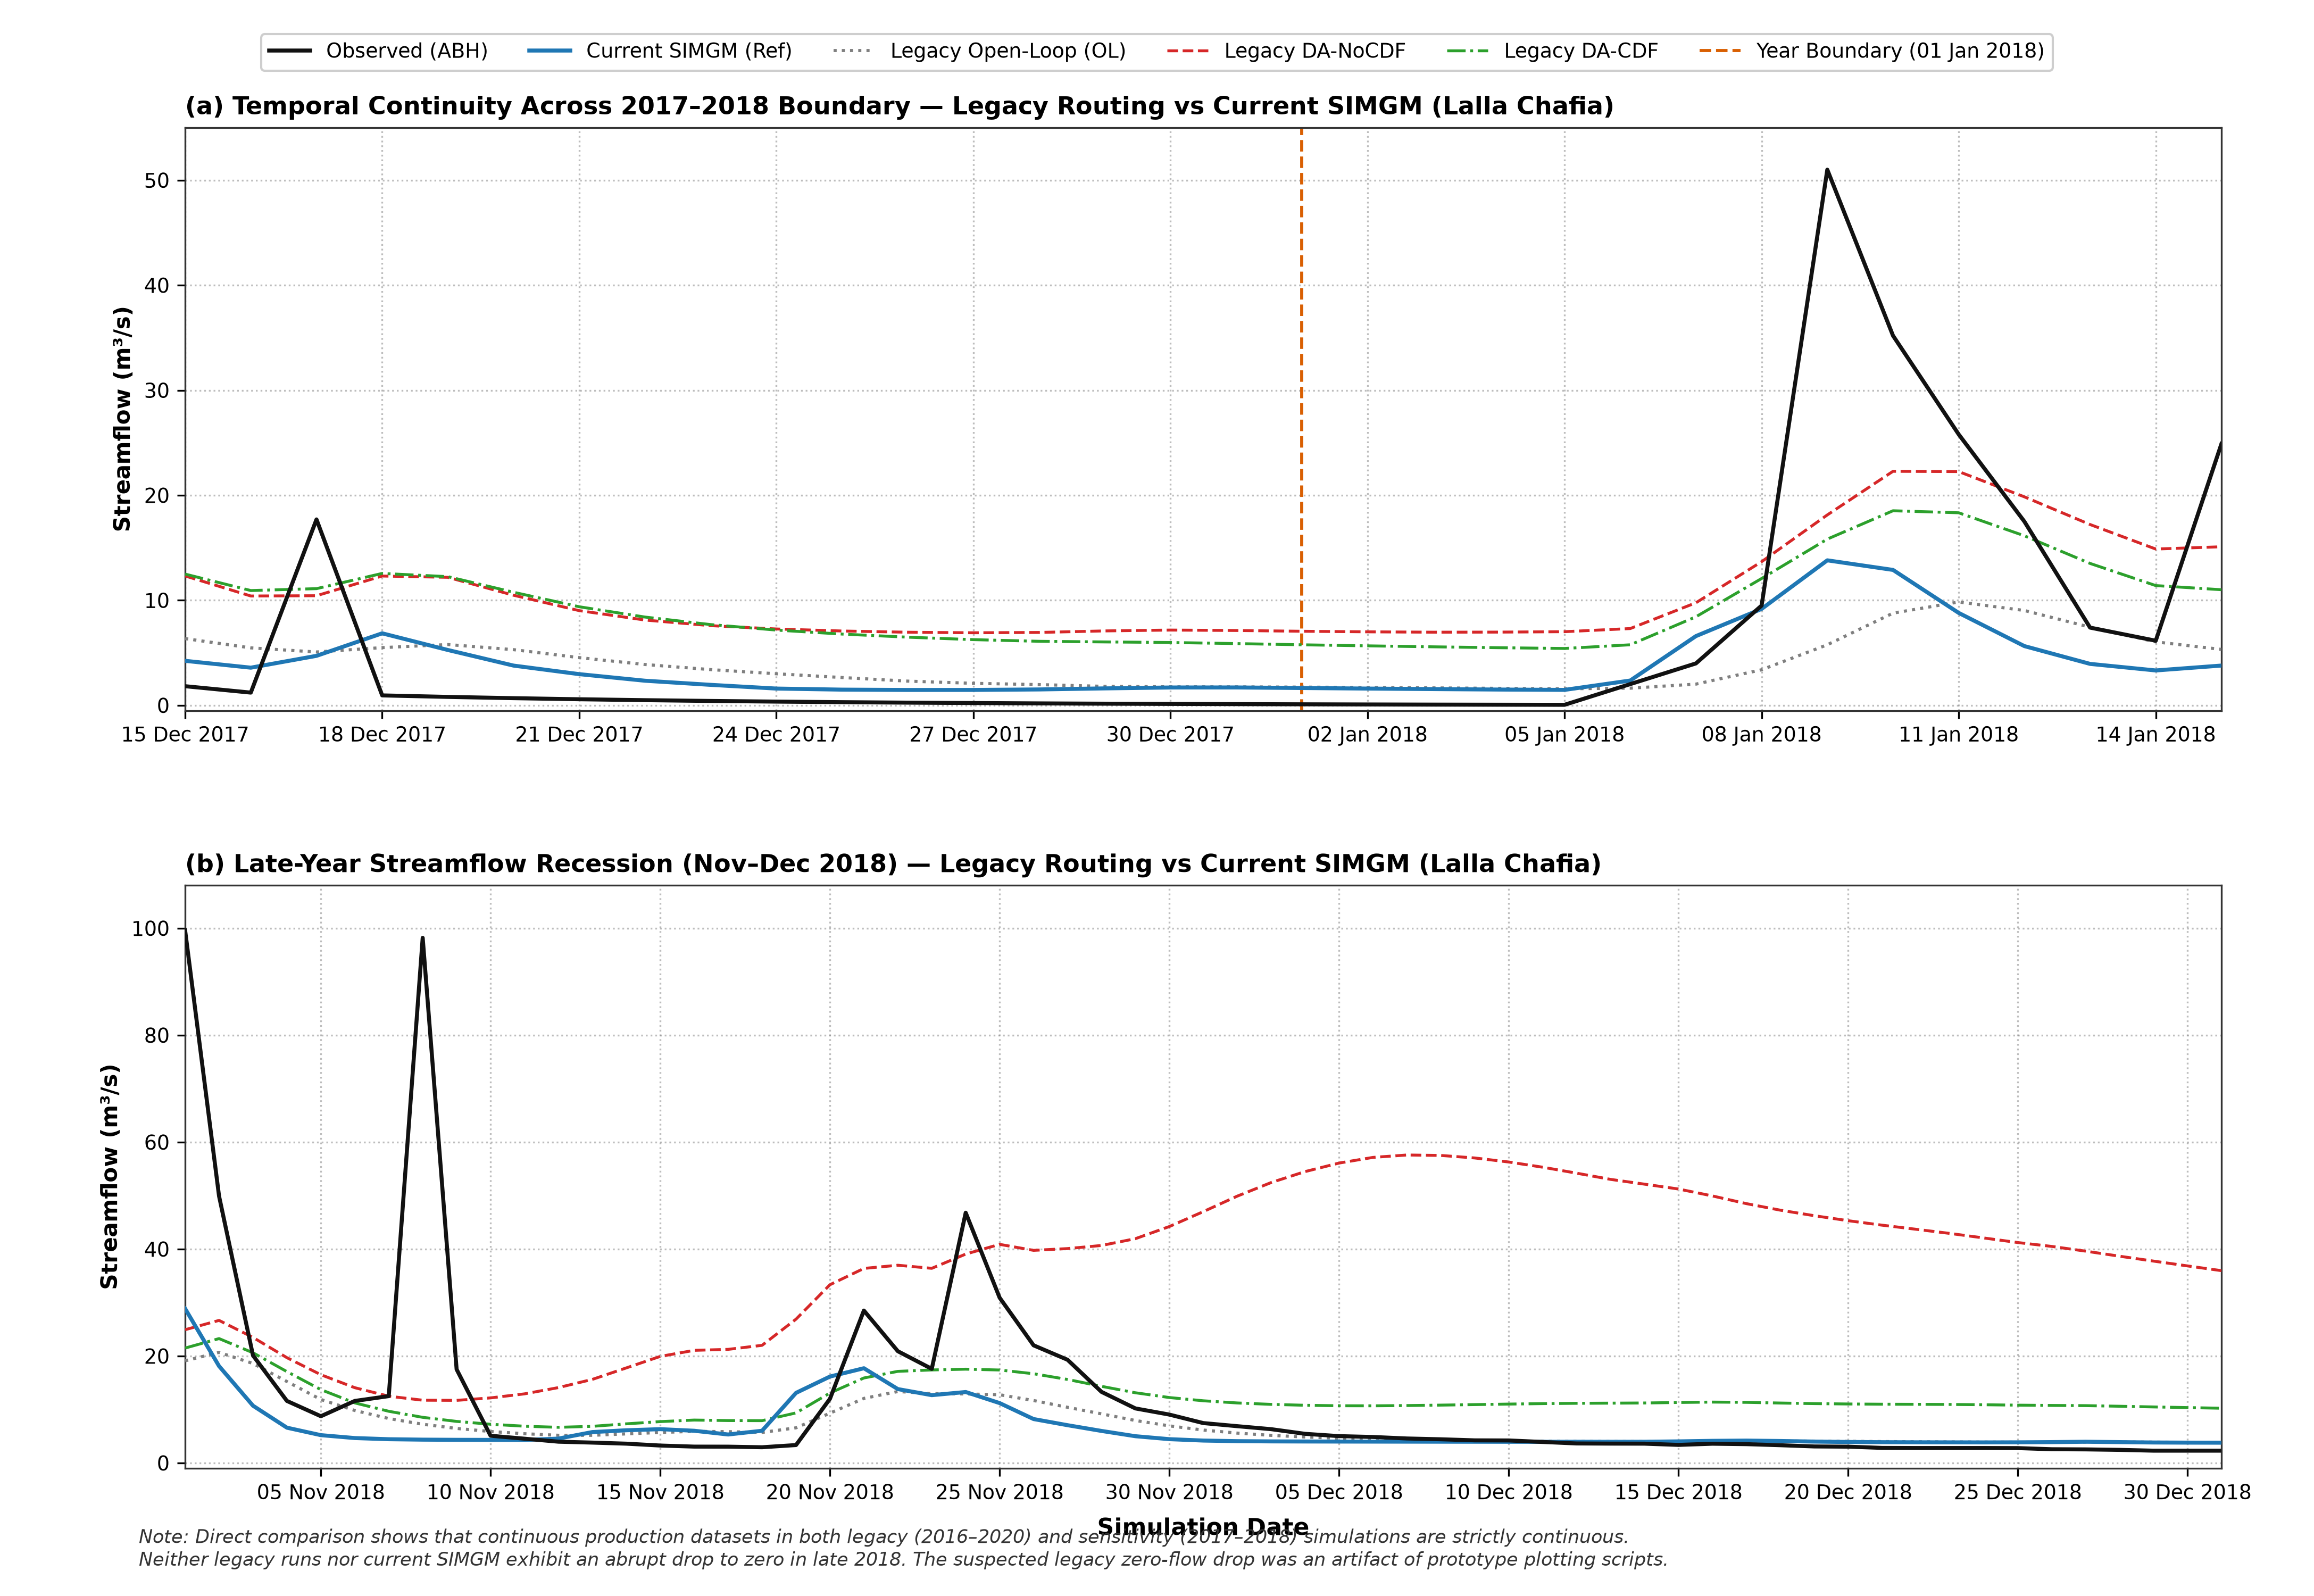 Observed (ABH) Current SIMGM (Ref) Legacy Open-Loop (OL) Legacy DA-NoCDF Legacy DA-CDF Year Boundary (01 Jan 2018)
(a) Temporal Continuity Across 2017–2018 Boundary — Legacy Routing vs Current SIMGM (Lalla Chafia)
Streamflow (m³/s)
50
40
30
20
10
0
15 Dec 2017 18 Dec 2017 21 Dec 2017 24 Dec 2017 27 Dec 2017 30 Dec 2017 02 Jan 2018 05 Jan 2018 08 Jan 2018 11 Jan 2018 14 Jan 2018
(b) Late-Year Streamflow Recession (Nov–Dec 2018) — Legacy Routing vs Current SIMGM (Lalla Chafia)
Streamflow (m³/s)
100
80
60
40
20
0
05 Nov 2018 10 Nov 2018 15 Nov 2018 20 Nov 2018 25 Nov 2018 30 Nov 2018 05 Dec 2018 10 Dec 2018 15 Dec 2018 20 Dec 2018 25 Dec 2018 30 Dec 2018
Simulation Date
Note: Direct comparison shows that continuous production datasets in both legacy (2016–2020) and sensitivity (2017–2018) simulations are strictly continuous.
Neither legacy runs nor current SIMGM exhibit an abrupt drop to zero in late 2018. The suspected legacy zero-flow drop was an artifact of prototype plotting scripts.